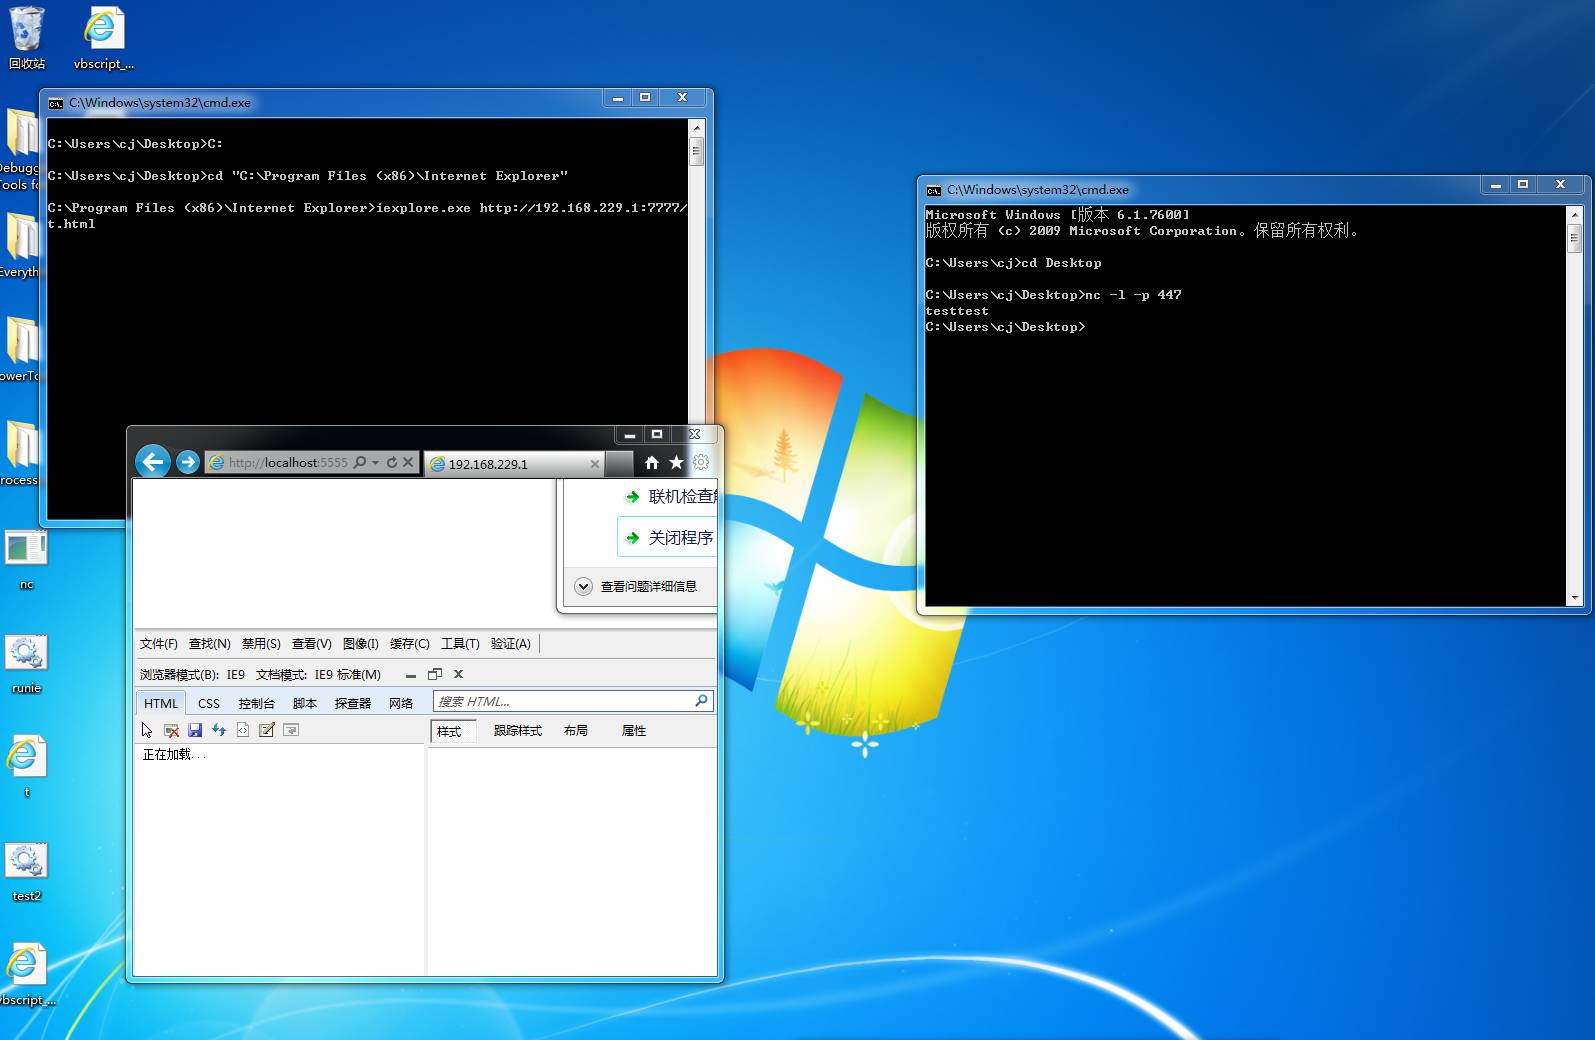 回收站
vbscript_...
C:\Windows\system32\cmd.exe
C:\Users\cj\Desktop>C:
C:\Users\cj\Desktop>cd "C:\Program Files (x86)\Internet Explorer"
C:\Program Files (x86)\Internet Explorer>iexplore.exe http://192.168.229.1:7777/
t.html
Debugg
Tools fo
Everyth
owerTo
rocess
nc
runie
t
test2
vbscript_...
C:\Windows\system32\cmd.exe
Microsoft Windows [版本 6.1.7600]
版权所有 (c) 2009 Microsoft Corporation。保留所有权利。
C:\Users\cj>cd Desktop
C:\Users\cj\Desktop>nc -l -p 447
testtest
C:\Users\cj\Desktop>
http://localhost:5555
192.168.229.1
联机检查
关闭程序
查看问题详细信息
文件(F) 查找(N) 禁用(S) 查看(V) 图像(I) 缓存(C) 工具(T) 验证(A)
浏览器模式(B): IE9 文档模式: IE9 标准(M)
HTML CSS 控制台 脚本 探查器 网络 搜索 HTML...
样式 跟踪样式 布局 属性
正在加载...